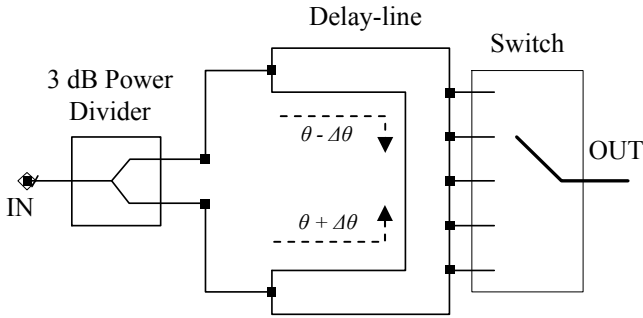 Delay-line
Switch
3 dB Power
Divider
θ - Δθ
OUT
IN
θ + Δθ